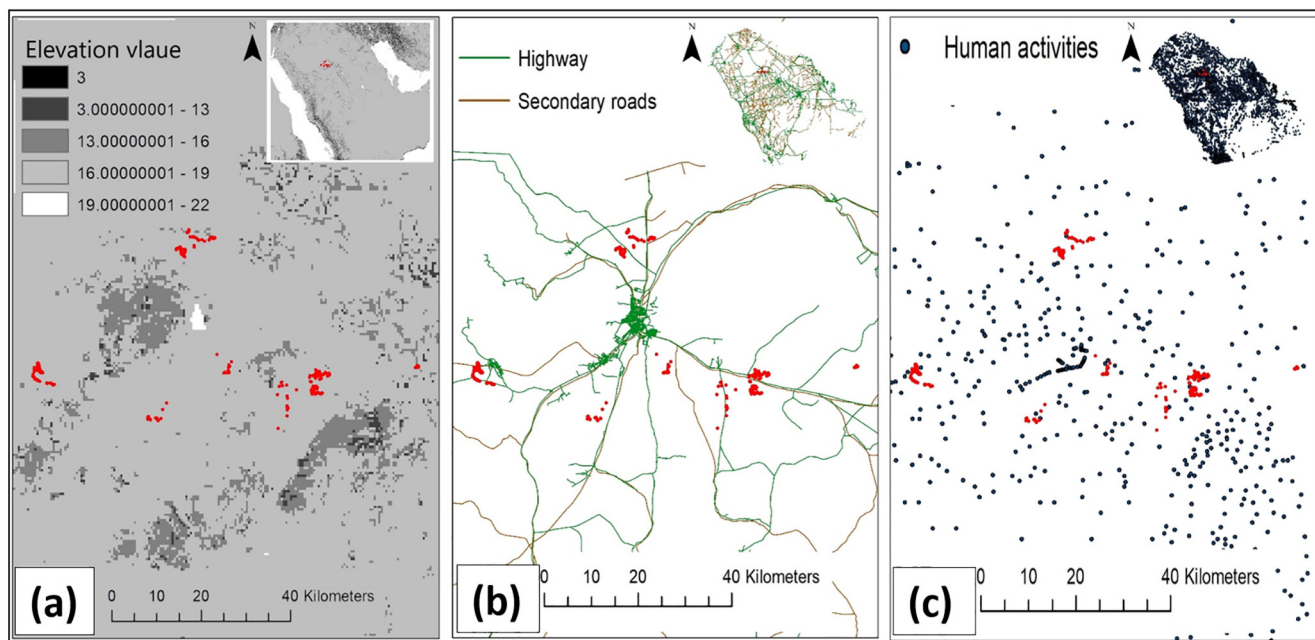 Elevation vlaue
3
3.000000001 - 13
13.00000001 - 16
16.00000001 - 19
19.00000001 - 22
N
(a)
0 10 20 40 Kilometers
Highway
Secondary roads
N
(b)
0 10 20 40 Kilometers
Human activities
N
(c)
0 10 20 40 Kilometers